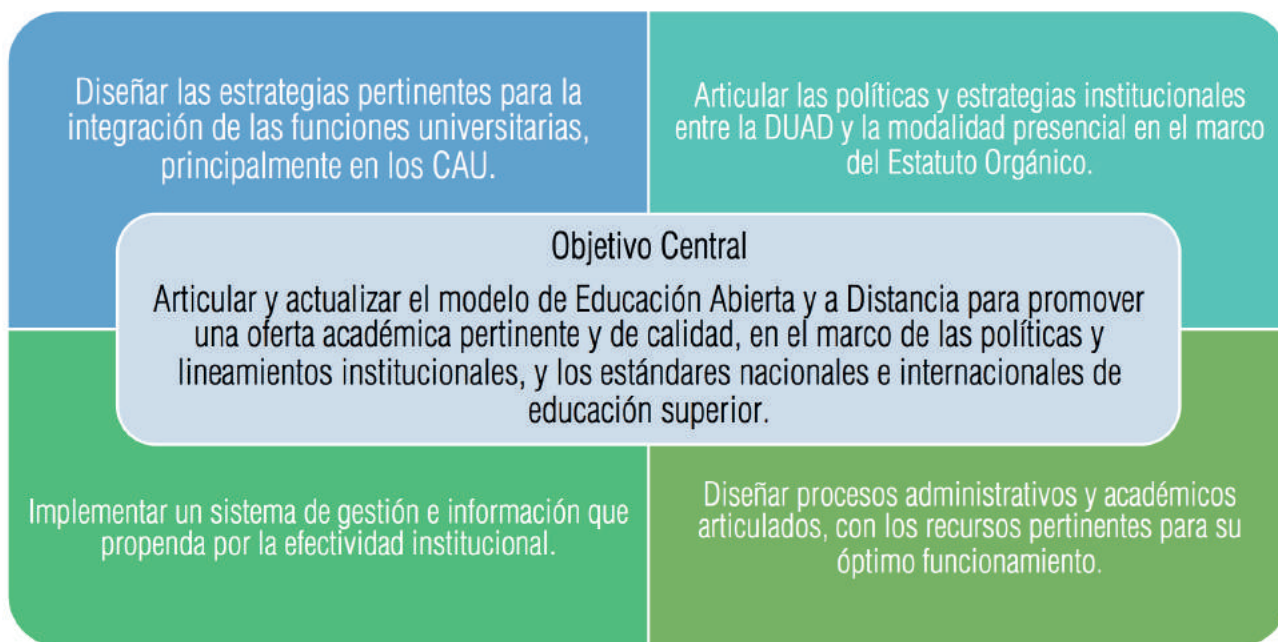 Diseñar las estrategias pertinentes para la
integración de las funciones universitarias,
principalmente en los CAU.
Articular las políticas y estrategias institucionales
entre la DUAD y la modalidad presencial en el marco
del Estatuto Orgánico.
Objetivo Central
Articular y actualizar el modelo de Educación Abierta y a Distancia para promover
una oferta académica pertinente y de calidad, en el marco de las políticas y
lineamientos institucionales, y los estándares nacionales e internacionales de
educación superior.
Implementar un sistema de gestión e información que
propenda por la efectividad institucional.
Diseñar procesos administrativos y académicos
articulados, con los recursos pertinentes para su
óptimo funcionamiento.